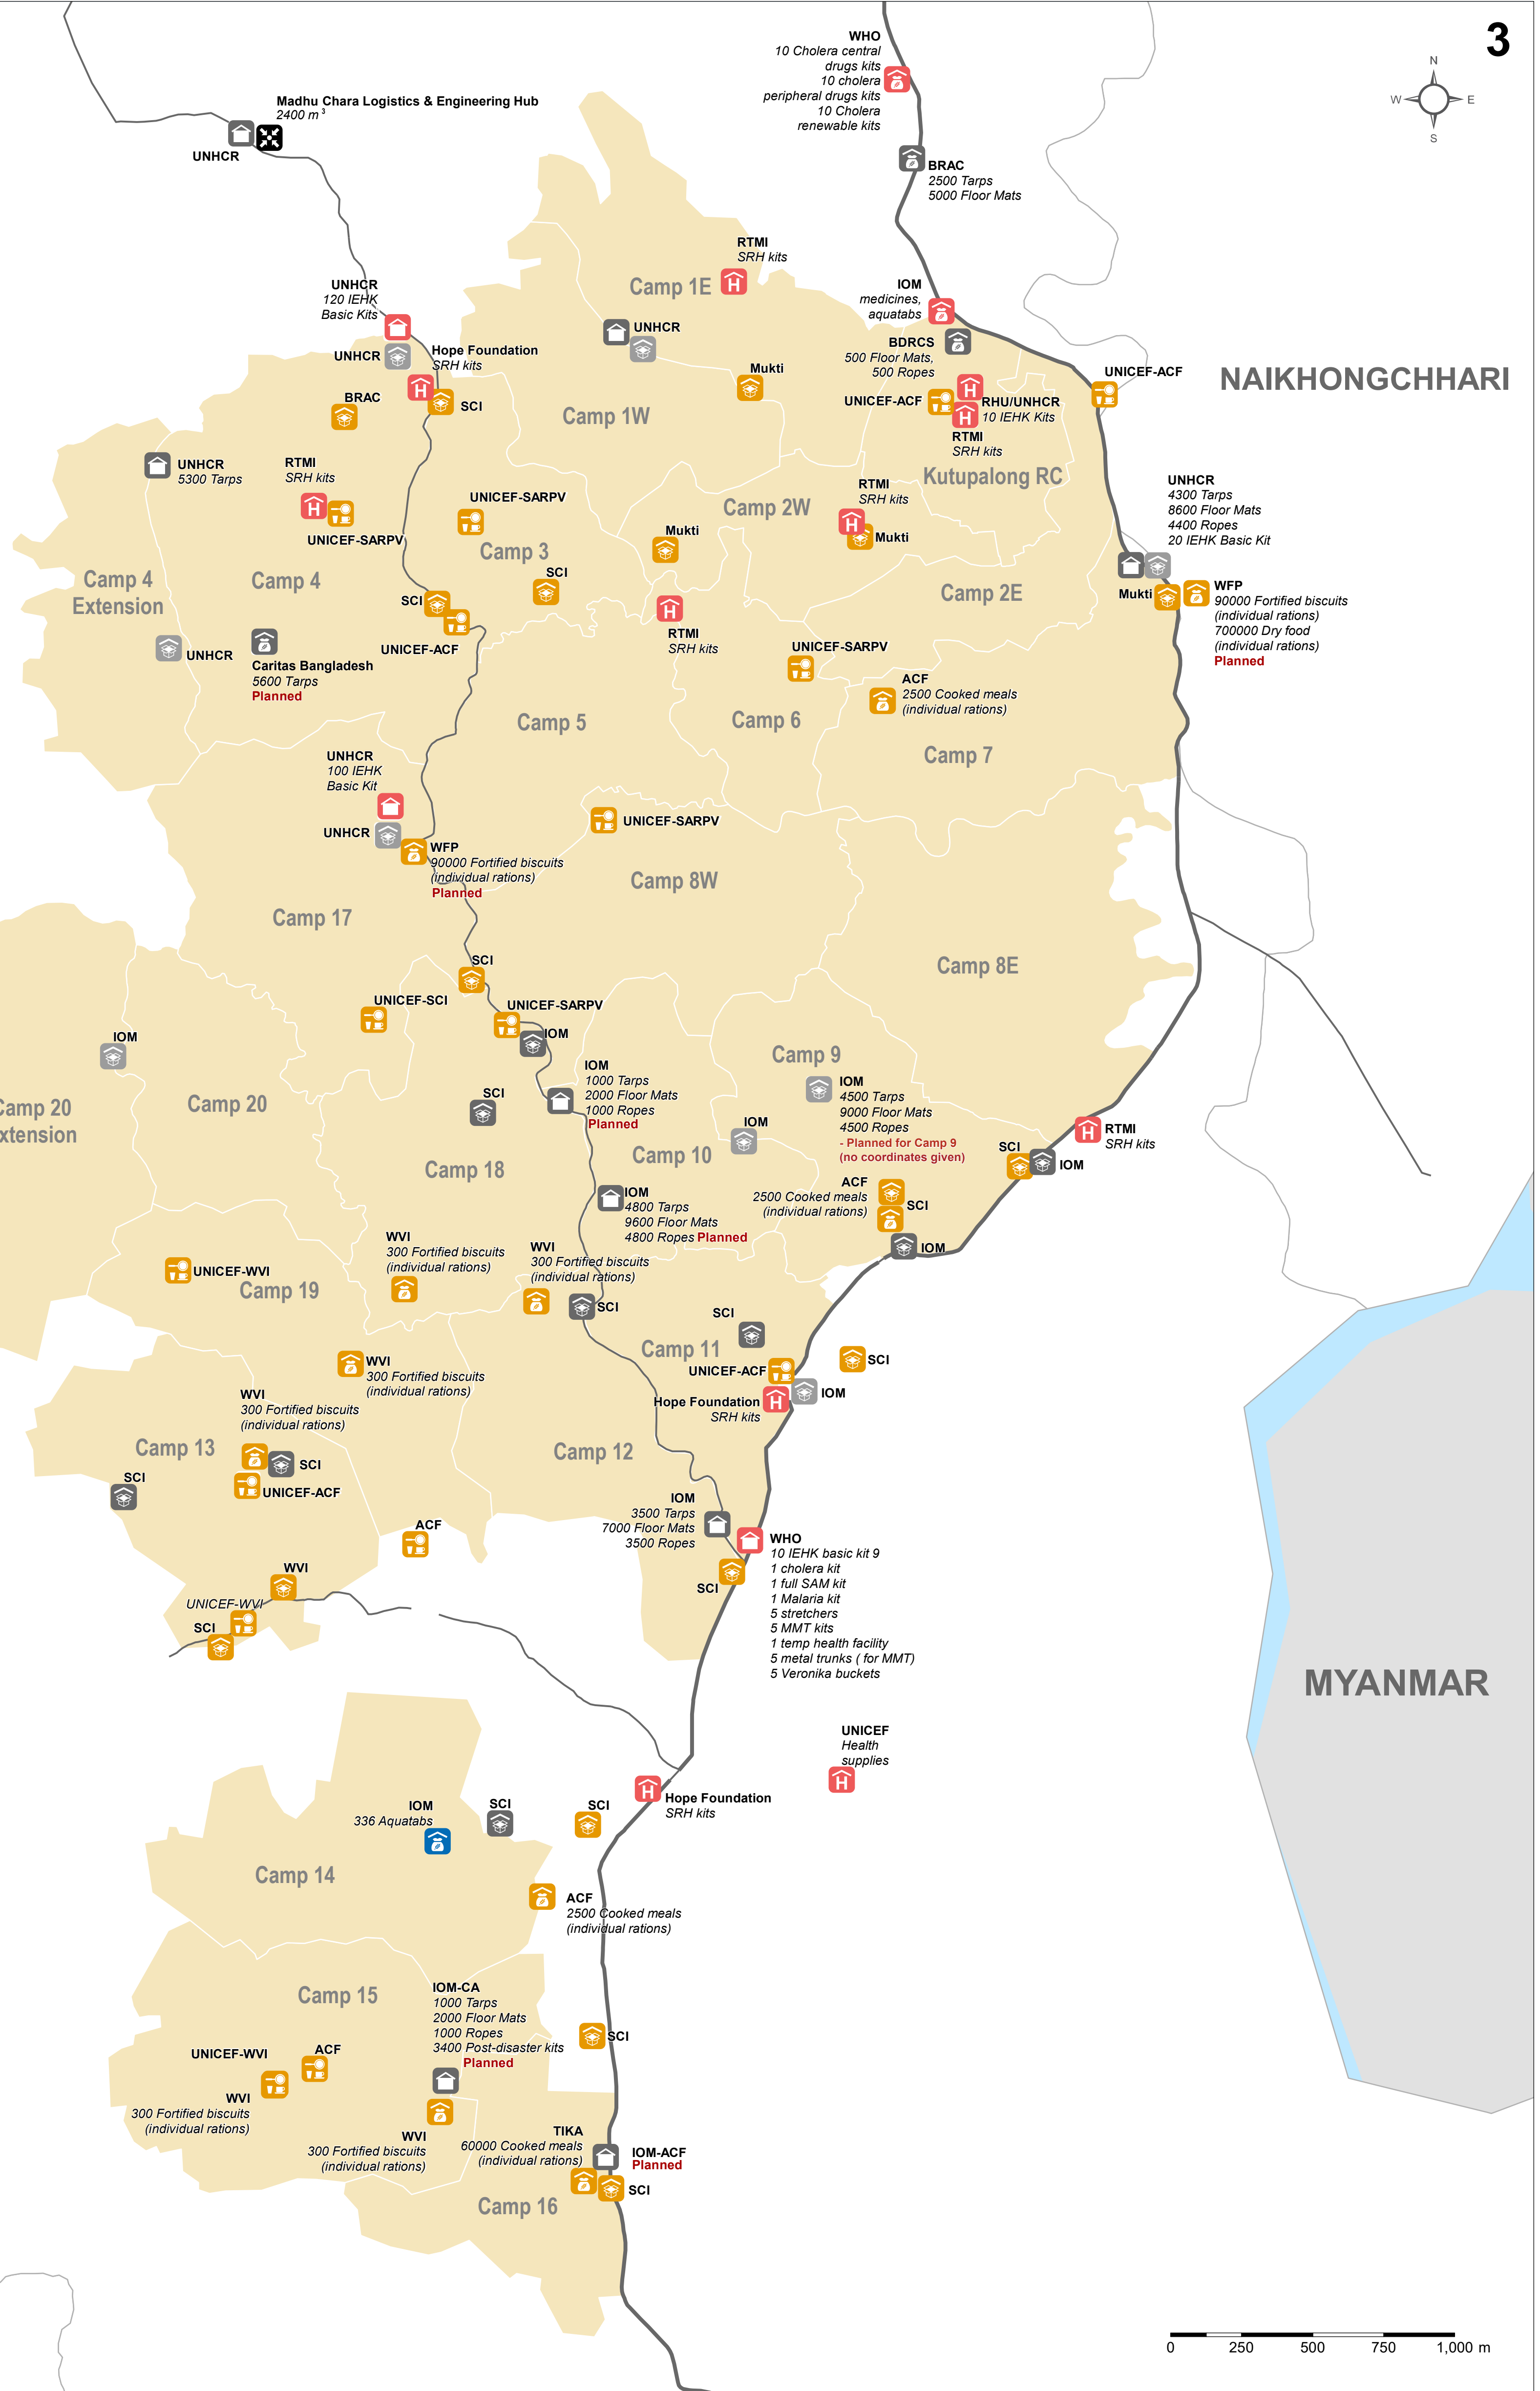 3
N
W E
S
WHO
10 Cholera central
drugs kits
10 cholera
peripheral drugs kits
10 Cholera
renewable kits
Madhu Chara Logistics & Engineering Hub
2400 m³
UNHCR
BRAC
2500 Tarps
5000 Floor Mats
RTMI
SRH kits
Camp 1E
UNHCR
120 IEHK
Basic Kits
IOM
medicines,
aquatabs
UNHCR
BDRCS
500 Floor Mats,
500 Ropes
UNHCR
Hope Foundation
SRH kits
Mukti
UNICEF-ACF
NAIKHONGCHHARI
BRAC
SCI
Camp 1W
UNICEF-ACF
RHU/UNHCR
10 IEHK Kits
RTMI
SRH kits
UNHCR
5300 Tarps
RTMI
SRH kits
Kutupalong RC
UNHCR
4300 Tarps
8600 Floor Mats
4400 Ropes
20 IEHK Basic Kit
RTMI
SRH kits
UNICEF-SARPV
Camp 2W
Mukti
Mukti
UNICEF-SARPV
Camp 3
SCI
Camp 4
Extension
Camp 4
SCI
Camp 2E
Mukti
WFP
90000 Fortified biscuits
(individual rations)
700000 Dry food
(individual rations)
Planned
RTMI
SRH kits
UNICEF-ACF
UNHCR
Caritas Bangladesh
5600 Tarps
Planned
UNICEF-SARPV
ACF
2500 Cooked meals
(individual rations)
Camp 5
Camp 6
Camp 7
UNHCR
100 IEHK
Basic Kit
UNHCR
UNICEF-SARPV
WFP
90000 Fortified biscuits
(individual rations)
Planned
Camp 8W
Camp 17
SCI
Camp 8E
UNICEF-SCI
UNICEF-SARPV
IOM
IOM
Camp 9
IOM
1000 Tarps
2000 Floor Mats
1000 Ropes
Planned
IOM
4500 Tarps
9000 Floor Mats
4500 Ropes
- Planned for Camp 9
(no coordinates given)
SCI
Camp 20
xtension
Camp 20
IOM
RTMI
SRH kits
Camp 10
Camp 18
SCI
IOM
IOM
4800 Tarps
9600 Floor Mats
4800 Ropes Planned
ACF
2500 Cooked meals
(individual rations)
SCI
IOM
WVI
300 Fortified biscuits
(individual rations)
WVI
300 Fortified biscuits
(individual rations)
UNICEF-WVI
Camp 19
SCI
SCI
Camp 11
SCI
WVI
300 Fortified biscuits
(individual rations)
UNICEF-ACF
IOM
Hope Foundation
SRH kits
WVI
300 Fortified biscuits
(individual rations)
Camp 13
SCI
SCI
UNICEF-ACF
Camp 12
ACF
IOM
3500 Tarps
7000 Floor Mats
3500 Ropes
WHO
10 IEHK basic kit 9
1 cholera kit
1 full SAM kit
1 Malaria kit
5 stretchers
5 MMT kits
1 temp health facility
5 metal trunks ( for MMT)
5 Veronika buckets
SCI
WVI
UNICEF-WVI
SCI
MYANMAR
UNICEF
Health
supplies
Hope Foundation
SRH kits
IOM
336 Aquatabs
SCI
SCI
Camp 14
ACF
2500 Cooked meals
(individual rations)
Camp 15
IOM-CA
1000 Tarps
2000 Floor Mats
1000 Ropes
3400 Post-disaster kits
Planned
SCI
UNICEF-WVI
ACF
WVI
300 Fortified biscuits
(individual rations)
WVI
300 Fortified biscuits
(individual rations)
TIKA
60000 Cooked meals
(individual rations)
IOM-ACF
Planned
SCI
Camp 16
0 250 500 750 1,000 m